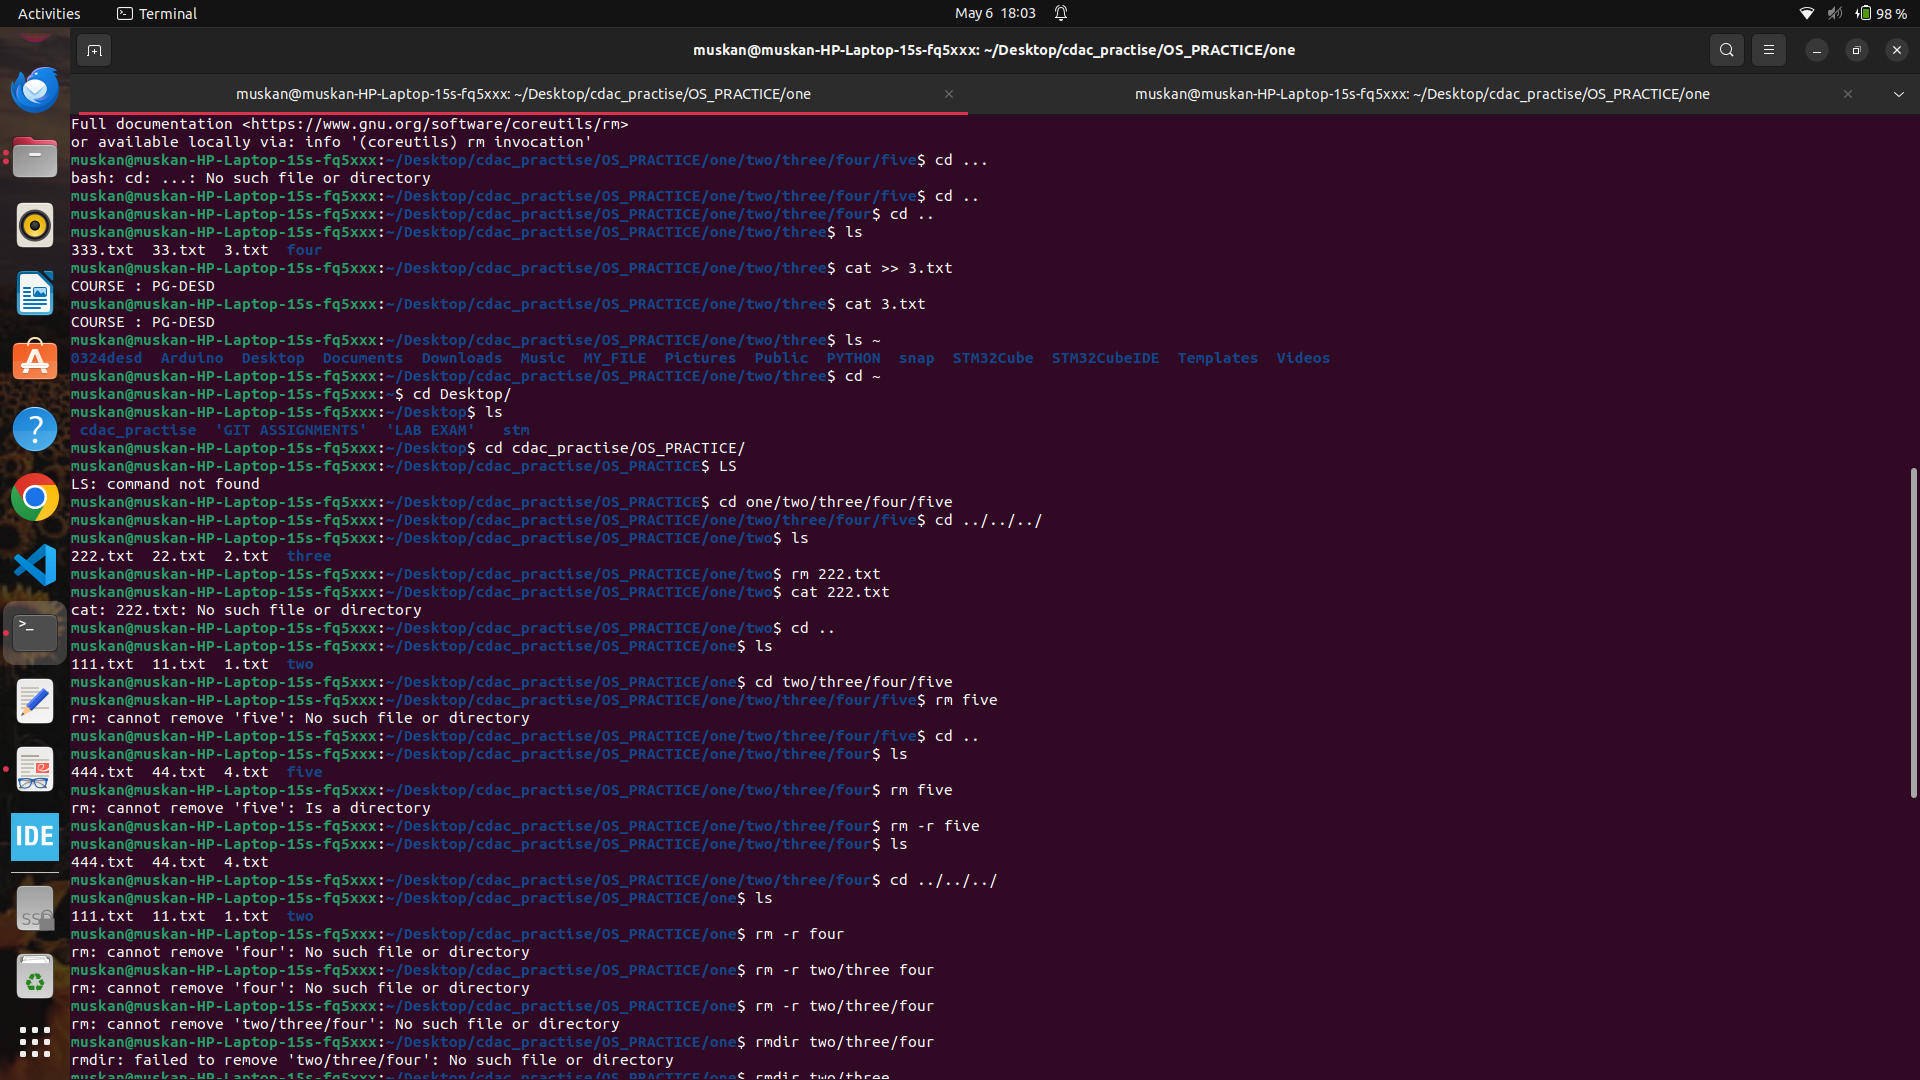 Activities Terminal May 6 18:03 98 %
muskan@muskan-HP-Laptop-15s-fq5xxx: ~/Desktop/cdac_practise/OS_PRACTICE/one
muskan@muskan-HP-Laptop-15s-fq5xxx: ~/Desktop/cdac_practise/OS_PRACTICE/one muskan@muskan-HP-Laptop-15s-fq5xxx: ~/Desktop/cdac_practise/OS_PRACTICE/one
Full documentation <https://www.gnu.org/software/coreutils/rm>
or available locally via: info '(coreutils) rm invocation'
muskan@muskan-HP-Laptop-15s-fq5xxx:~/Desktop/cdac_practise/OS_PRACTICE/one/two/three/four/five$ cd ...
bash: cd: ...: No such file or directory
muskan@muskan-HP-Laptop-15s-fq5xxx:~/Desktop/cdac_practise/OS_PRACTICE/one/two/three/four/five$ cd ..
muskan@muskan-HP-Laptop-15s-fq5xxx:~/Desktop/cdac_practise/OS_PRACTICE/one/two/three/four$ cd ..
muskan@muskan-HP-Laptop-15s-fq5xxx:~/Desktop/cdac_practise/OS_PRACTICE/one/two/three$ ls
333.txt  33.txt  3.txt  four
muskan@muskan-HP-Laptop-15s-fq5xxx:~/Desktop/cdac_practise/OS_PRACTICE/one/two/three$ cat >> 3.txt
COURSE : PG-DESD
muskan@muskan-HP-Laptop-15s-fq5xxx:~/Desktop/cdac_practise/OS_PRACTICE/one/two/three$ cat 3.txt
COURSE : PG-DESD
muskan@muskan-HP-Laptop-15s-fq5xxx:~/Desktop/cdac_practise/OS_PRACTICE/one/two/three$ ls ~
0324desd  Arduino  Desktop  Documents  Downloads  Music  MY_FILE  Pictures  Public  PYTHON  snap  STM32Cube  STM32CubeIDE  Templates  Videos
muskan@muskan-HP-Laptop-15s-fq5xxx:~/Desktop/cdac_practise/OS_PRACTICE/one/two/three$ cd ~
muskan@muskan-HP-Laptop-15s-fq5xxx:~$ cd Desktop/
muskan@muskan-HP-Laptop-15s-fq5xxx:~/Desktop$ ls
cdac_practise  'GIT ASSIGNMENTS'  'LAB EXAM'   stm
muskan@muskan-HP-Laptop-15s-fq5xxx:~/Desktop$ cd cdac_practise/OS_PRACTICE/
muskan@muskan-HP-Laptop-15s-fq5xxx:~/Desktop/cdac_practise/OS_PRACTICE$ LS
LS: command not found
muskan@muskan-HP-Laptop-15s-fq5xxx:~/Desktop/cdac_practise/OS_PRACTICE$ cd one/two/three/four/five
muskan@muskan-HP-Laptop-15s-fq5xxx:~/Desktop/cdac_practise/OS_PRACTICE/one/two/three/four/five$ cd ../../../
muskan@muskan-HP-Laptop-15s-fq5xxx:~/Desktop/cdac_practise/OS_PRACTICE/one/two$ ls
222.txt  22.txt  2.txt  three
muskan@muskan-HP-Laptop-15s-fq5xxx:~/Desktop/cdac_practise/OS_PRACTICE/one/two$ rm 222.txt
muskan@muskan-HP-Laptop-15s-fq5xxx:~/Desktop/cdac_practise/OS_PRACTICE/one/two$ cat 222.txt
cat: 222.txt: No such file or directory
muskan@muskan-HP-Laptop-15s-fq5xxx:~/Desktop/cdac_practise/OS_PRACTICE/one/two$ cd ..
muskan@muskan-HP-Laptop-15s-fq5xxx:~/Desktop/cdac_practise/OS_PRACTICE/one$ ls
111.txt  11.txt  1.txt  two
muskan@muskan-HP-Laptop-15s-fq5xxx:~/Desktop/cdac_practise/OS_PRACTICE/one$ cd two/three/four/five
muskan@muskan-HP-Laptop-15s-fq5xxx:~/Desktop/cdac_practise/OS_PRACTICE/one/two/three/four/five$ rm five
rm: cannot remove 'five': No such file or directory
muskan@muskan-HP-Laptop-15s-fq5xxx:~/Desktop/cdac_practise/OS_PRACTICE/one/two/three/four/five$ cd ..
muskan@muskan-HP-Laptop-15s-fq5xxx:~/Desktop/cdac_practise/OS_PRACTICE/one/two/three/four$ ls
444.txt  44.txt  4.txt  five
muskan@muskan-HP-Laptop-15s-fq5xxx:~/Desktop/cdac_practise/OS_PRACTICE/one/two/three/four$ rm five
rm: cannot remove 'five': Is a directory
muskan@muskan-HP-Laptop-15s-fq5xxx:~/Desktop/cdac_practise/OS_PRACTICE/one/two/three/four$ rm -r five
muskan@muskan-HP-Laptop-15s-fq5xxx:~/Desktop/cdac_practise/OS_PRACTICE/one/two/three/four$ ls
444.txt  44.txt  4.txt
muskan@muskan-HP-Laptop-15s-fq5xxx:~/Desktop/cdac_practise/OS_PRACTICE/one/two/three/four$ cd ../../../
muskan@muskan-HP-Laptop-15s-fq5xxx:~/Desktop/cdac_practise/OS_PRACTICE/one$ ls
111.txt  11.txt  1.txt  two
muskan@muskan-HP-Laptop-15s-fq5xxx:~/Desktop/cdac_practise/OS_PRACTICE/one$ rm -r four
rm: cannot remove 'four': No such file or directory
muskan@muskan-HP-Laptop-15s-fq5xxx:~/Desktop/cdac_practise/OS_PRACTICE/one$ rm -r two/three four
rm: cannot remove 'four': No such file or directory
muskan@muskan-HP-Laptop-15s-fq5xxx:~/Desktop/cdac_practise/OS_PRACTICE/one$ rm -r two/three/four
rm: cannot remove 'two/three/four': No such file or directory
muskan@muskan-HP-Laptop-15s-fq5xxx:~/Desktop/cdac_practise/OS_PRACTICE/one$ rmdir two/three/four
rmdir: failed to remove 'two/three/four': No such file or directory
muskan@muskan-HP-Laptop-15s-fq5xxx:~/Desktop/cdac_practise/OS_PRACTICE/one$ rmdir two/three
IDE
SS